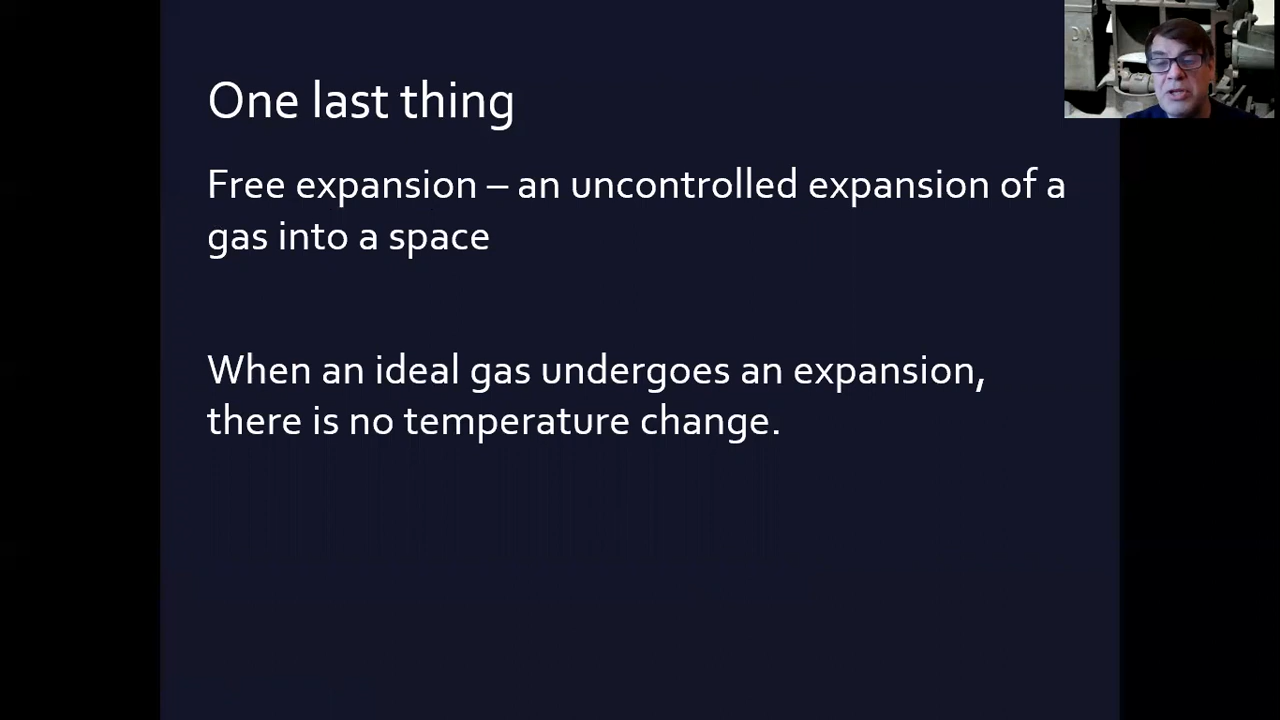 One last thing
Free expansion – an uncontrolled expansion of a
gas into a space
When an ideal gas undergoes an expansion,
there is no temperature change.